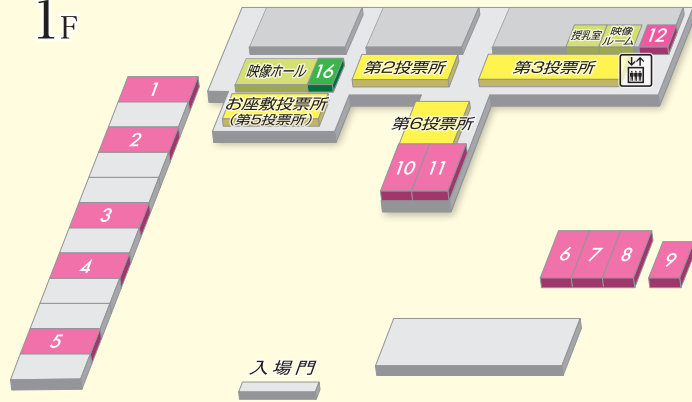 1F
授乳室
映像
ルーム
12
映像ホール
16
第2投票所
第3投票所
お座敷投票所
(第5投票所)
第6投票所
1
2
3
4
5
10
11
6
7
8
9
入場門